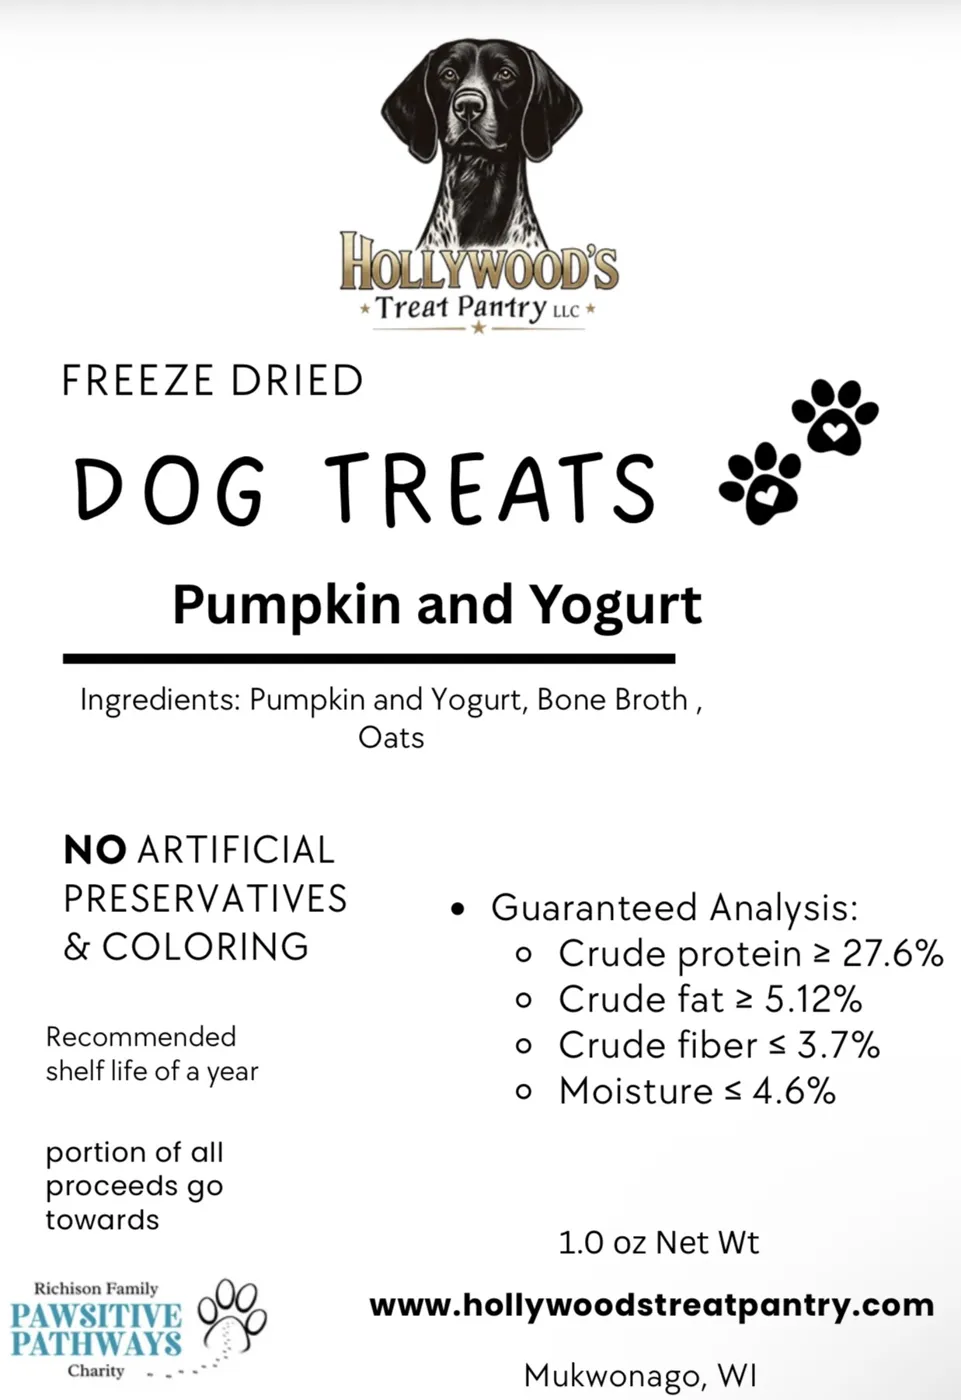 HOLLYWOOD'S
Treat Pantry LLC
FREEZE DRIED
DOG TREATS
Pumpkin and Yogurt
Ingredients: Pumpkin and Yogurt, Bone Broth ,
Oats
NO ARTIFICIAL
PRESERVATIVES
& COLORING
Recommended
shelf life of a year
portion of all
proceeds go
towards
Richison Family
PAWSITIVE
PATHWAYS
Charity
• Guaranteed Analysis:
o Crude protein ≥ 27.6%
o Crude fat ≥ 5.12%
o Crude fiber ≤ 3.7%
o Moisture ≤ 4.6%
1.0 oz Net Wt
www.hollywoodstreatpantry.com
Mukwonago, WI